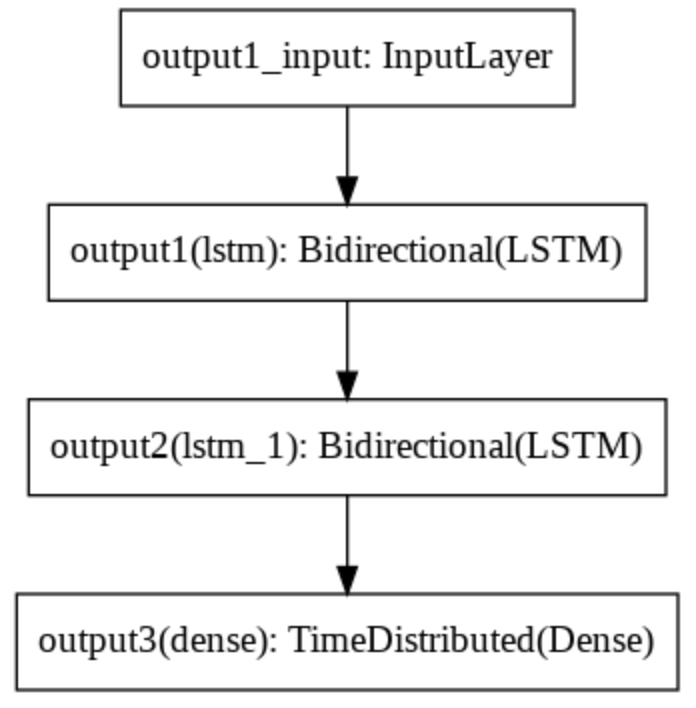 output1_input: InputLayer
output1(lstm): Bidirectional(LSTM)
output2(lstm_1): Bidirectional(LSTM)
output3(dense): TimeDistributed(Dense)